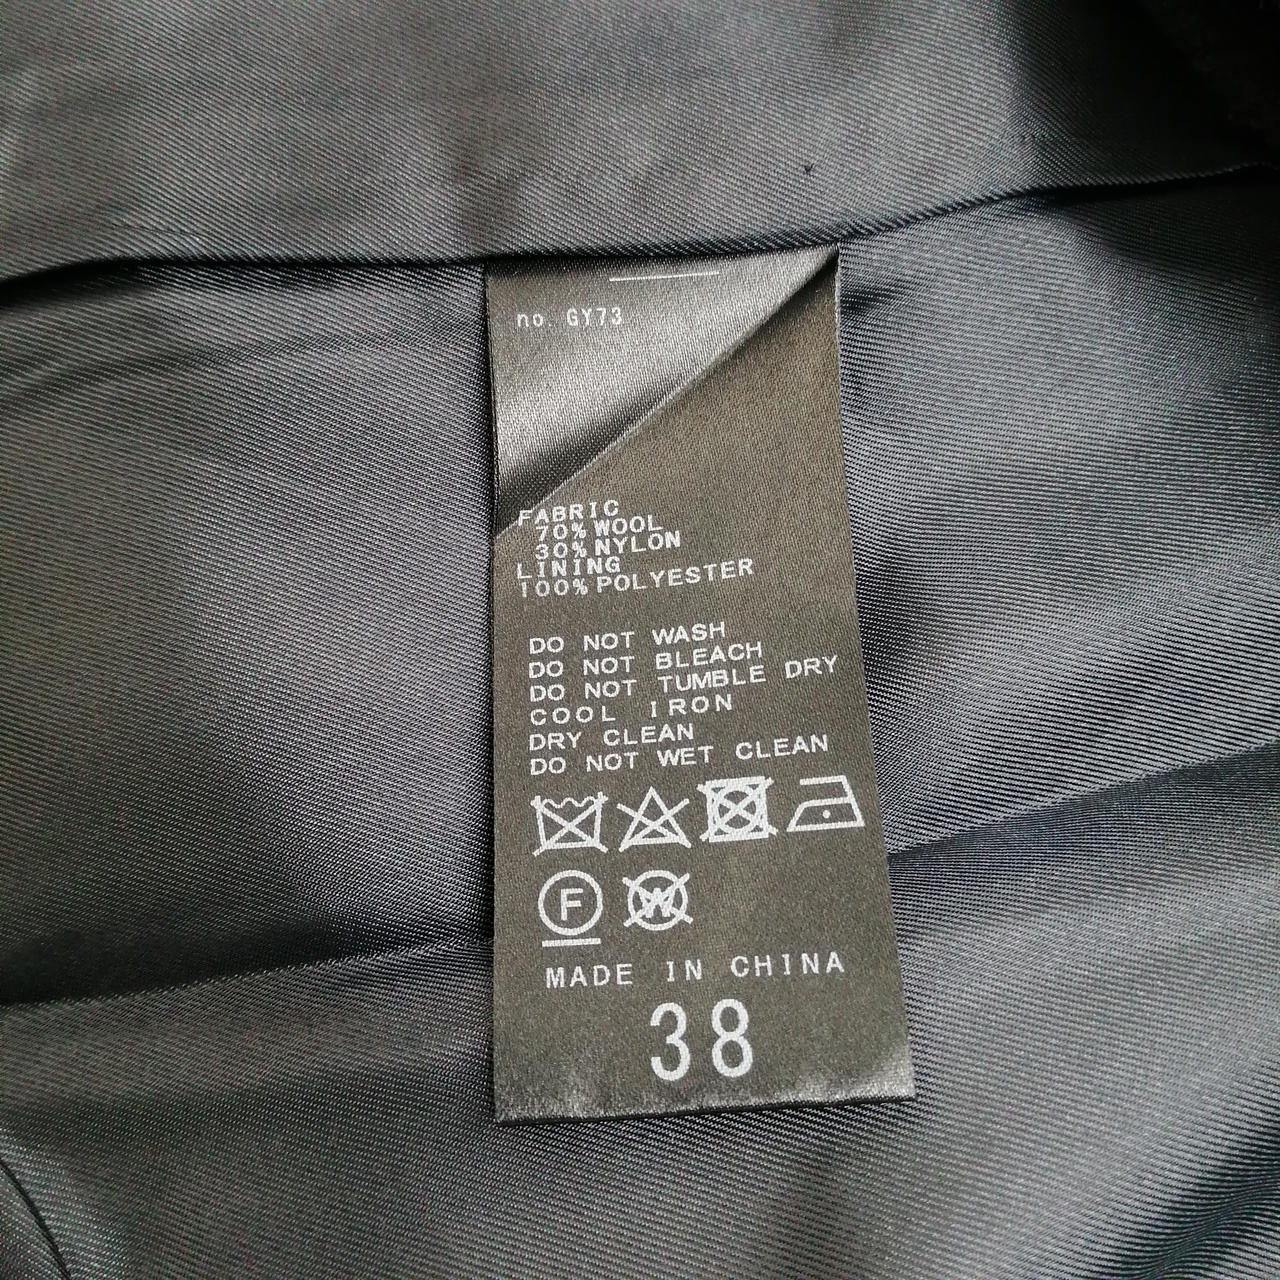 no. GY73
FABRIC
70% WOOL
30% NYLON
LINING
100% POLYESTER
DO NOT WASH
DO NOT BLEACH
DO NOT TUMBLE DRY
COOL IRON
DRY CLEAN
DO NOT WET CLEAN
F W
MADE IN CHINA
38